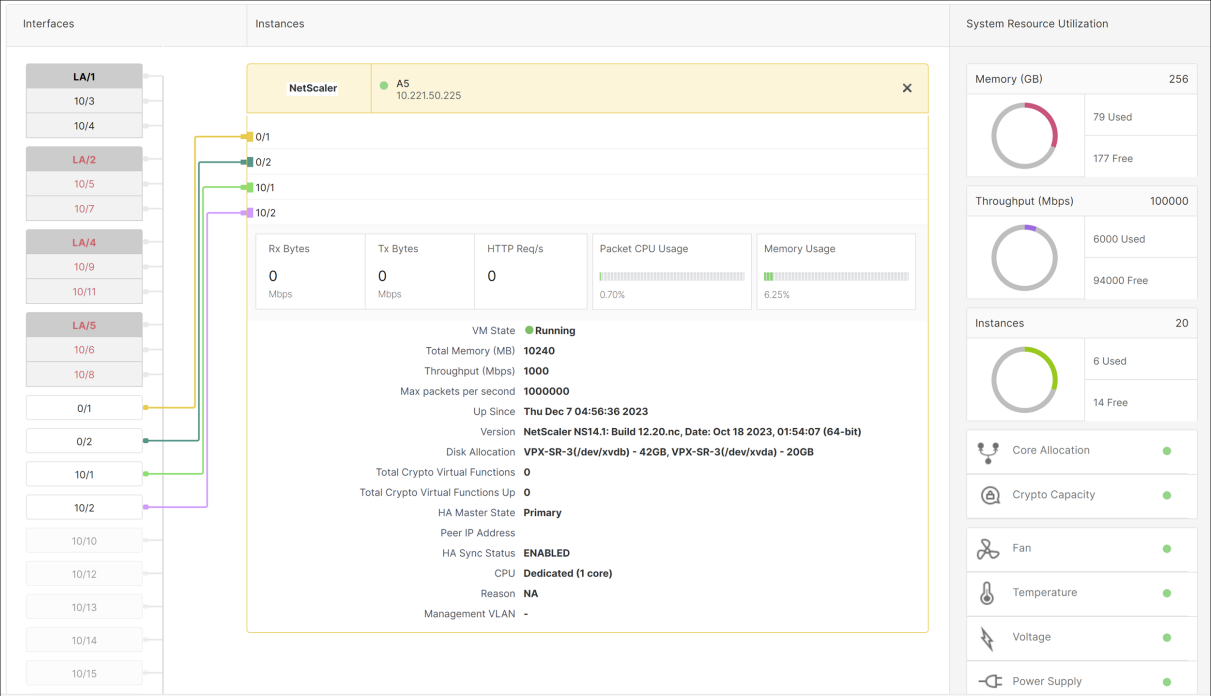 Interfaces
LA/1
10/3
10/4
LA/2
10/5
10/7
LA/4
10/9
10/11
LA/5
10/6
10/8
0/1
0/2
10/1
10/2
10/10
10/12
10/13
10/14
10/15
Instances
NetScaler
A5
10.221.50.225
0/1
0/2
10/1
10/2
Rx Bytes
0
Mbps
Tx Bytes
0
Mbps
HTTP Req/s
0
Packet CPU Usage
0.70%
Memory Usage
6.25%
VM State Running
Total Memory (MB) 10240
Throughput (Mbps) 1000
Max packets per second 1000000
Up Since Thu Dec 7 04:56:36 2023
Version NetScaler NS14.1: Build 12.20.nc, Date: Oct 18 2023, 01:54:07 (64-bit)
Disk Allocation VPX-SR-3(/dev/xvdb) - 42GB, VPX-SR-3(/dev/xvda) - 20GB
Total Crypto Virtual Functions 0
Total Crypto Virtual Functions Up 0
HA Master State Primary
Peer IP Address
HA Sync Status ENABLED
CPU Dedicated (1 core)
Reason NA
Management VLAN -
System Resource Utilization
Memory (GB) 256
79 Used
177 Free
Throughput (Mbps) 100000
6000 Used
94000 Free
Instances 20
6 Used
14 Free
Core Allocation
Crypto Capacity
Fan
Temperature
Voltage
Power Supply